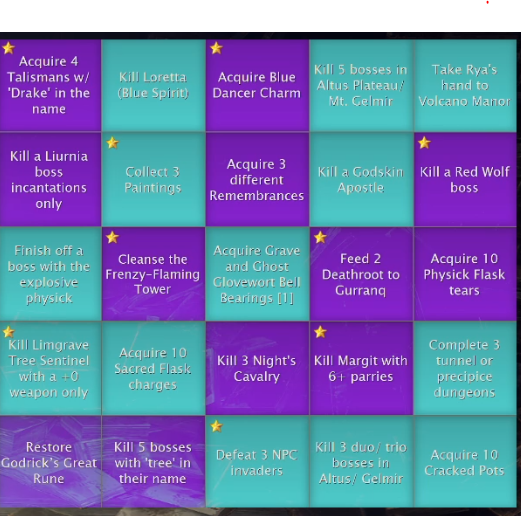 Acquire 4
Talismans w/
'Drake' in the
name
Kill Loretta
(Blue Spirit)
Acquire Blue
Dancer Charm
Kill 5 bosses in
Altus Plateau/
Mt. Gelmir
Take Rya's
hand to
Volcano Manor
Kill a Liurnia
boss
incantations
only
Collect 3
Paintings
Acquire 3
different
Remembrances
Kill a Godskin
Apostle
Kill a Red Wolf
boss
Finish off a
boss with the
explosive
physick
Cleanse the
Frenzy-Flaming
Tower
Acquire Grave
and Ghost
Glovewort Bell
Bearings [1]
Feed 2
Deathroot to
Gurranq
Acquire 10
Physick Flask
tears
Kill Limgrave
Tree Sentinel
with a +0
weapon only
Acquire 10
Sacred Flask
charges
Kill 3 Night's
Cavalry
Kill Margit with
6+ parries
Complete 3
tunnel or
precipice
dungeons
Restore
Godrick's Great
Rune
Kill 5 bosses
with 'tree' in
their name
Defeat 3 NPC
invaders
Kill 3 duo/ trio
bosses in
Altus/ Gelmir
Acquire 10
Cracked Pots